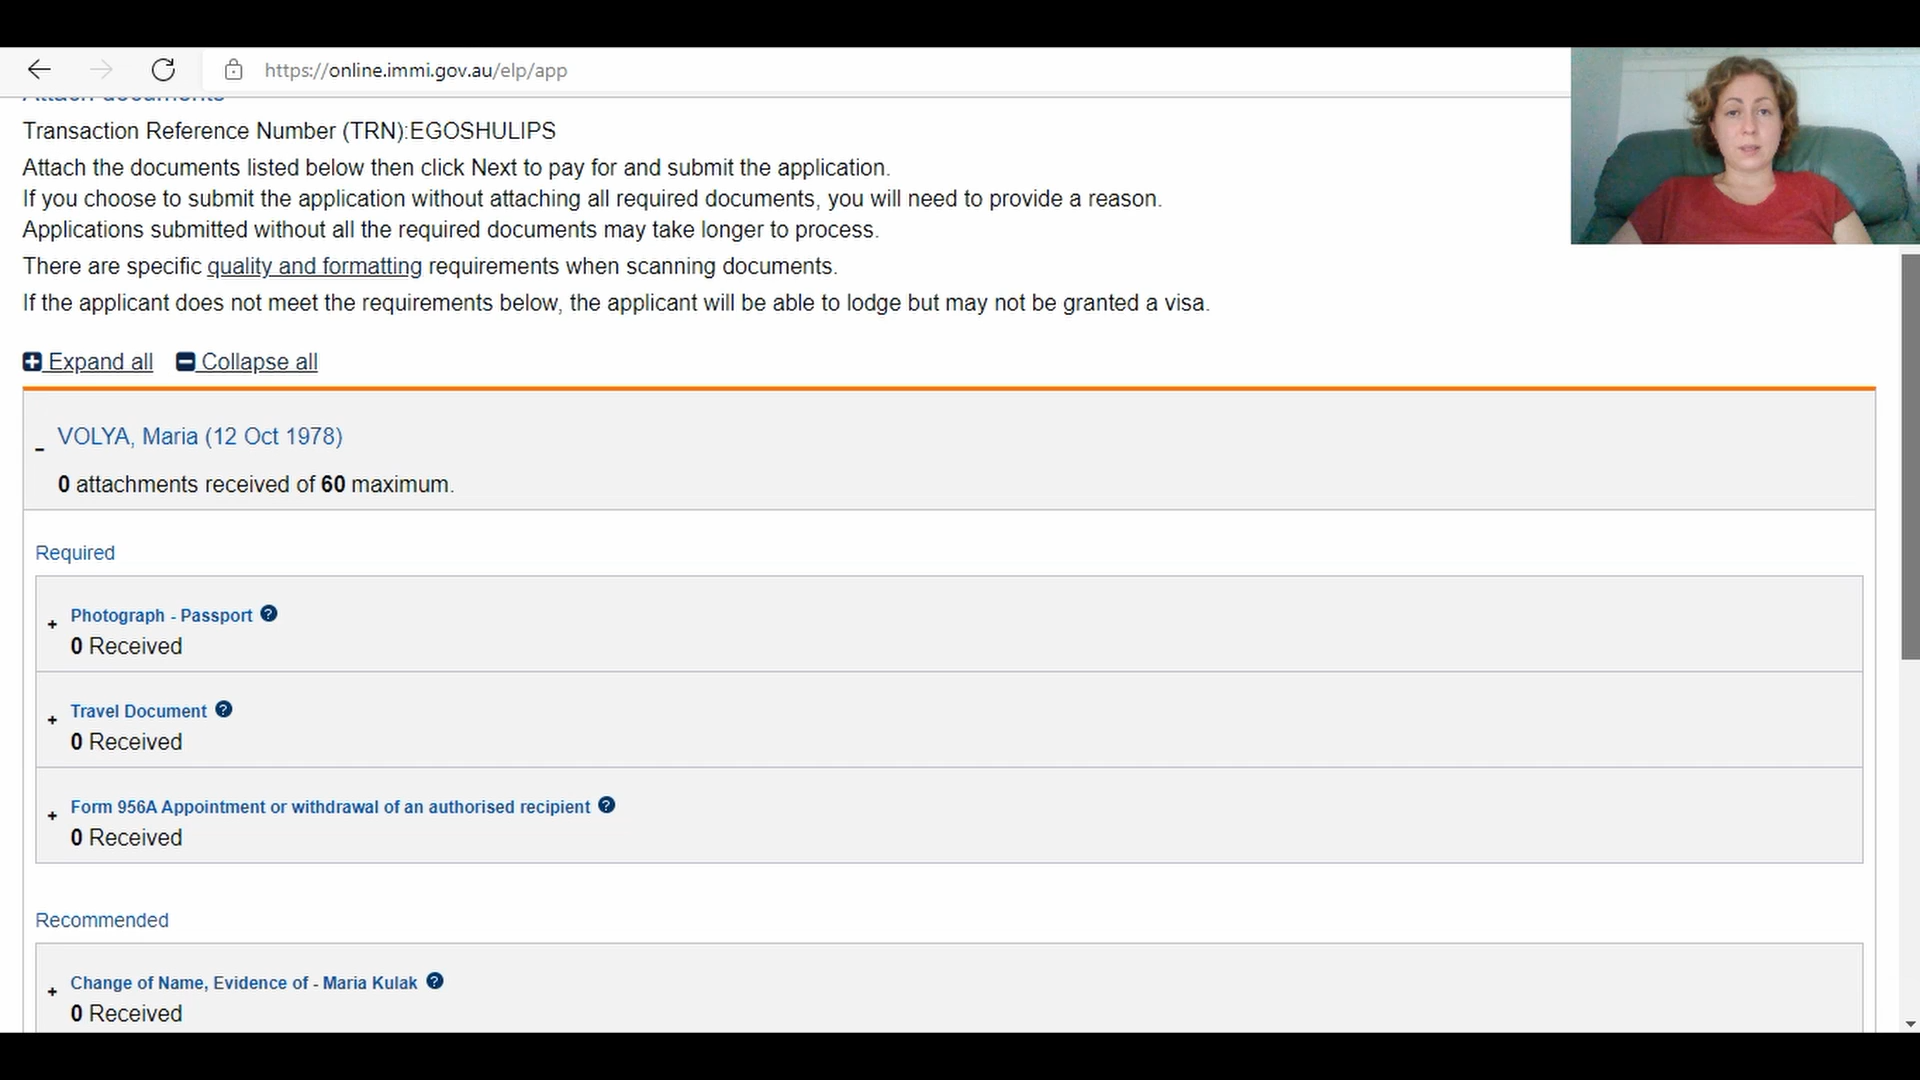 https://online.immi.gov.au/elp/app
Attach documents
Transaction Reference Number (TRN):EGOSHULIPS
Attach the documents listed below then click Next to pay for and submit the application.
If you choose to submit the application without attaching all required documents, you will need to provide a reason.
Applications submitted without all the required documents may take longer to process.
There are specific quality and formatting requirements when scanning documents.
If the applicant does not meet the requirements below, the applicant will be able to lodge but may not be granted a visa.
Expand all Collapse all
VOLYA, Maria (12 Oct 1978)
0 attachments received of 60 maximum.
Required
Photograph - Passport
0 Received
Travel Document
0 Received
Form 956A Appointment or withdrawal of an authorised recipient
0 Received
Recommended
Change of Name, Evidence of - Maria Kulak
0 Received